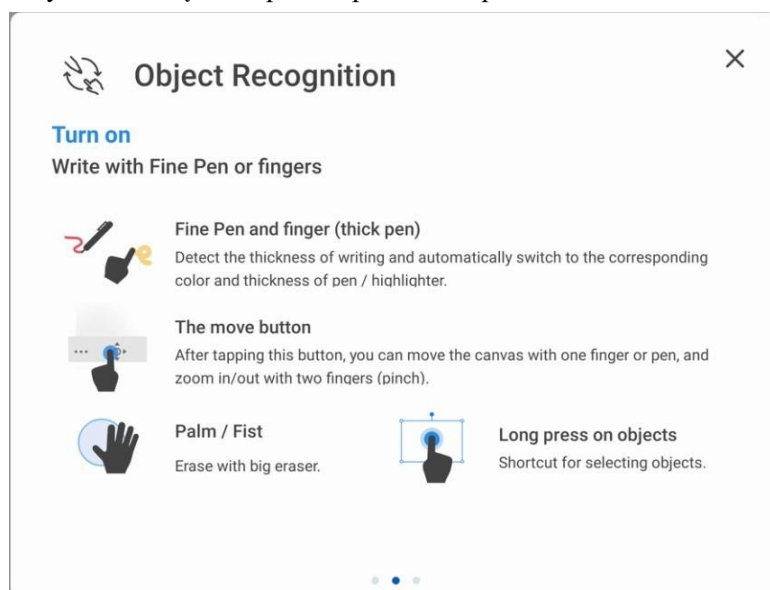 Object Recognition
Turn on
Write with Fine Pen or fingers
Fine Pen and finger (thick pen)
Detect the thickness of writing and automatically switch to the corresponding
color and thickness of pen / highlighter.
The move button
After tapping this button, you can move the canvas with one finger or pen, and
zoom in/out with two fingers (pinch).
Palm / Fist
Erase with big eraser.
Long press on objects
Shortcut for selecting objects.